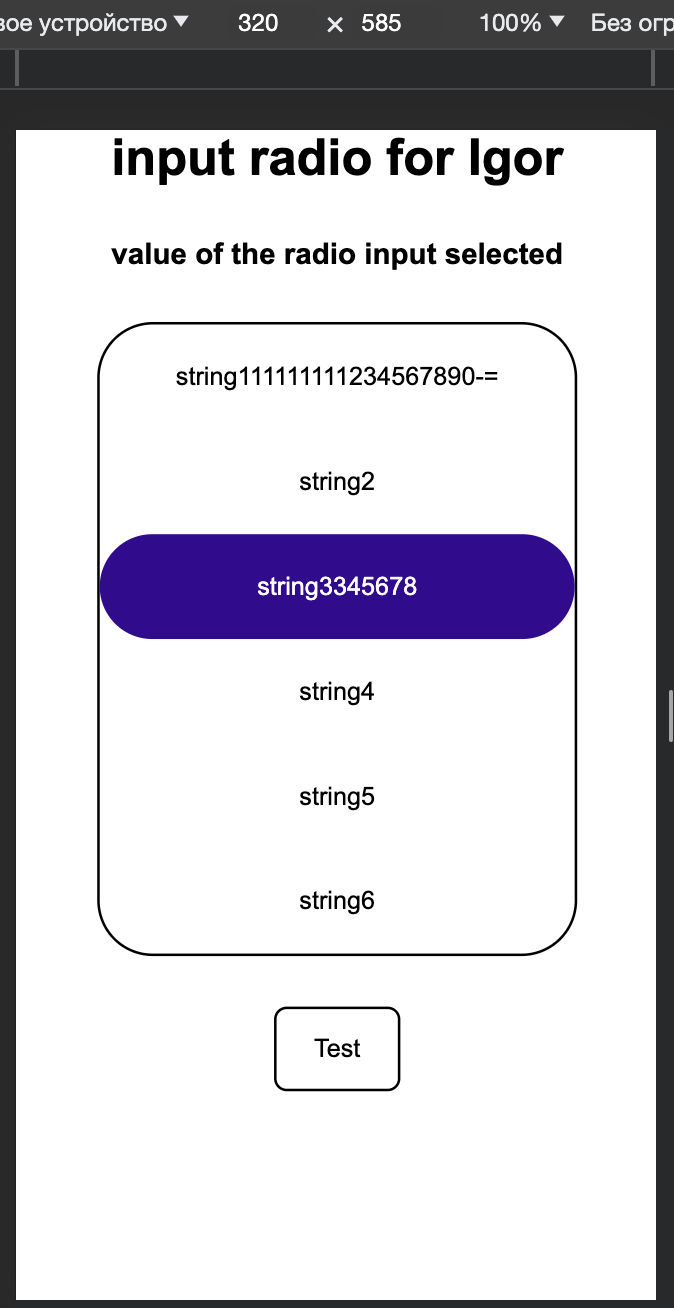 вое устройство 320 × 585 100% Без огр
input radio for Igor
value of the radio input selected
string111111111234567890-=
string2
string3345678
string4
string5
string6
Test